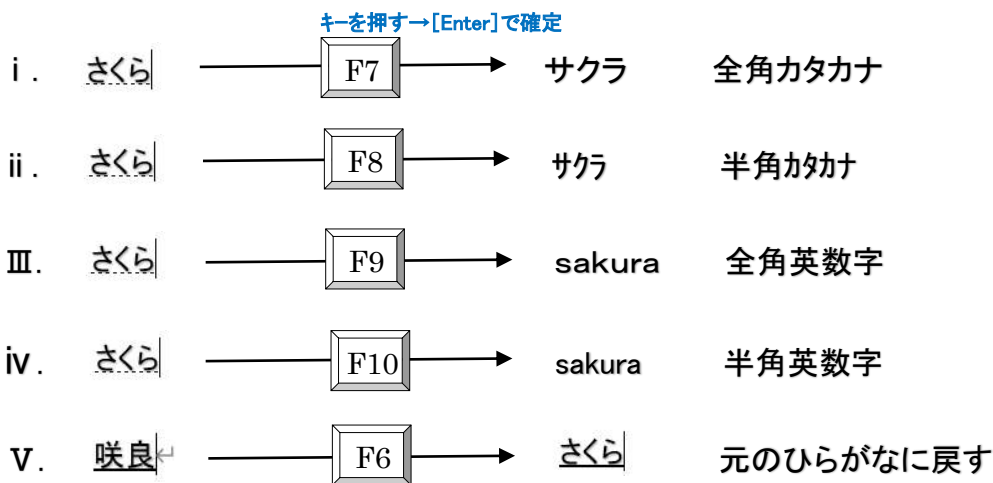 キーを押す→[Enter]で確定
ⅰ. さくら F7 サクラ 全角カタカナ
ⅱ. さくら F8 ｻｸﾗ 半角ｶﾀｶﾅ
Ⅲ. さくら F9 ｓａｋｕｒａ 全角英数字
ⅳ. さくら F10 sakura 半角英数字
Ⅴ. 咲良↵ F6 さくら 元のひらがなに戻す